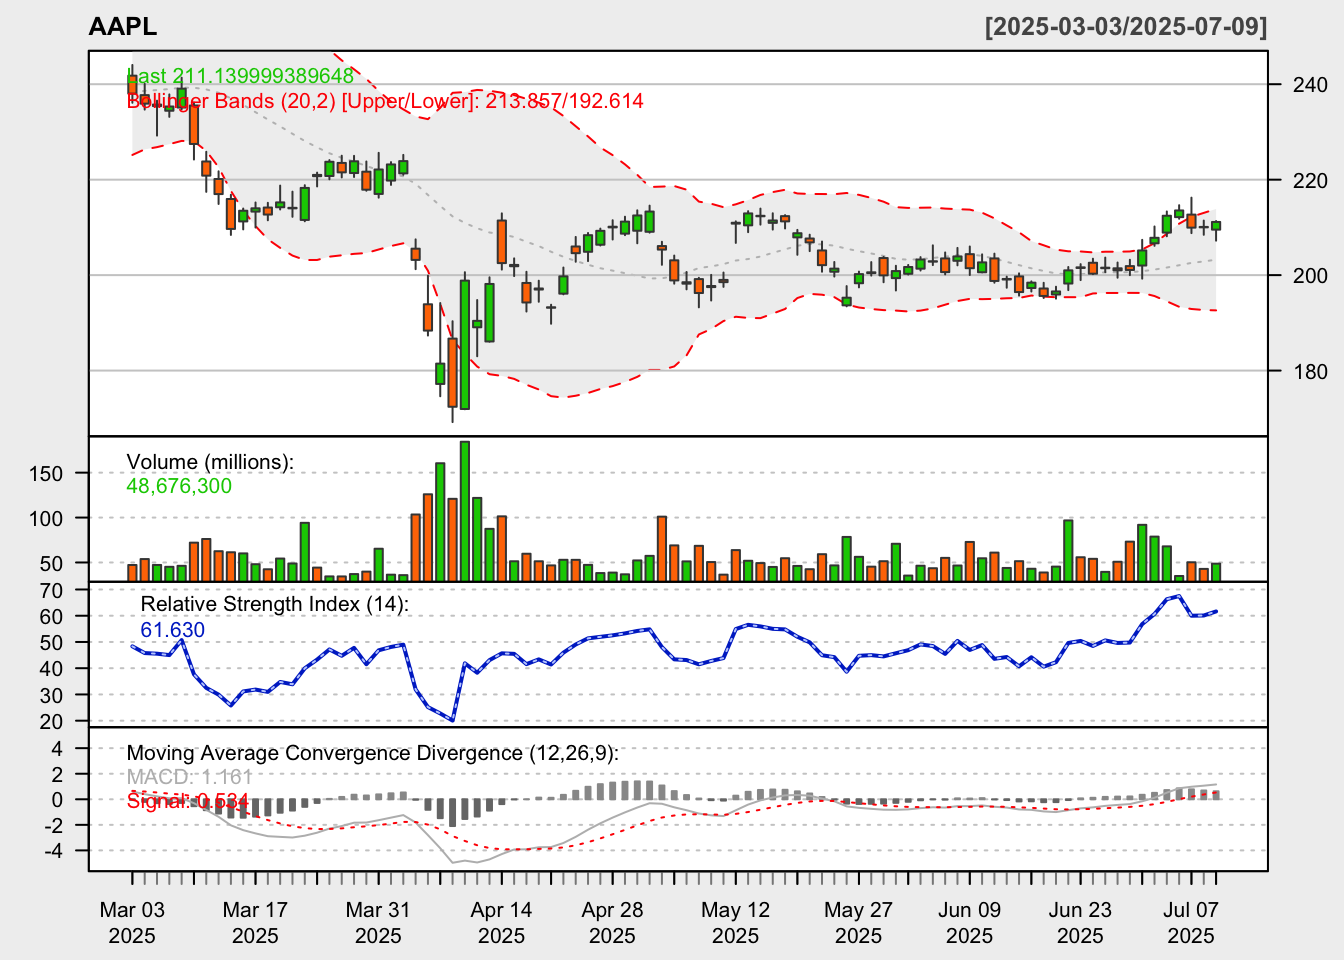 AAPL [2025-03-03/2025-07-09]
Last 211.139999389648
Bollinger Bands (20,2) [Upper/Lower]: 213.857/192.614
240
220
200
180
Volume (millions):
48,676,300
150
100
50
Relative Strength Index (14):
61.630
70
60
50
40
30
20
Moving Average Convergence Divergence (12,26,9):
MACD: 1.161
Signal: 0.534
4
2
0
-2
-4
Mar 03 Mar 17 Mar 31 Apr 14 Apr 28 May 12 May 27 Jun 09 Jun 23 Jul 07
2025 2025 2025 2025 2025 2025 2025 2025 2025 2025